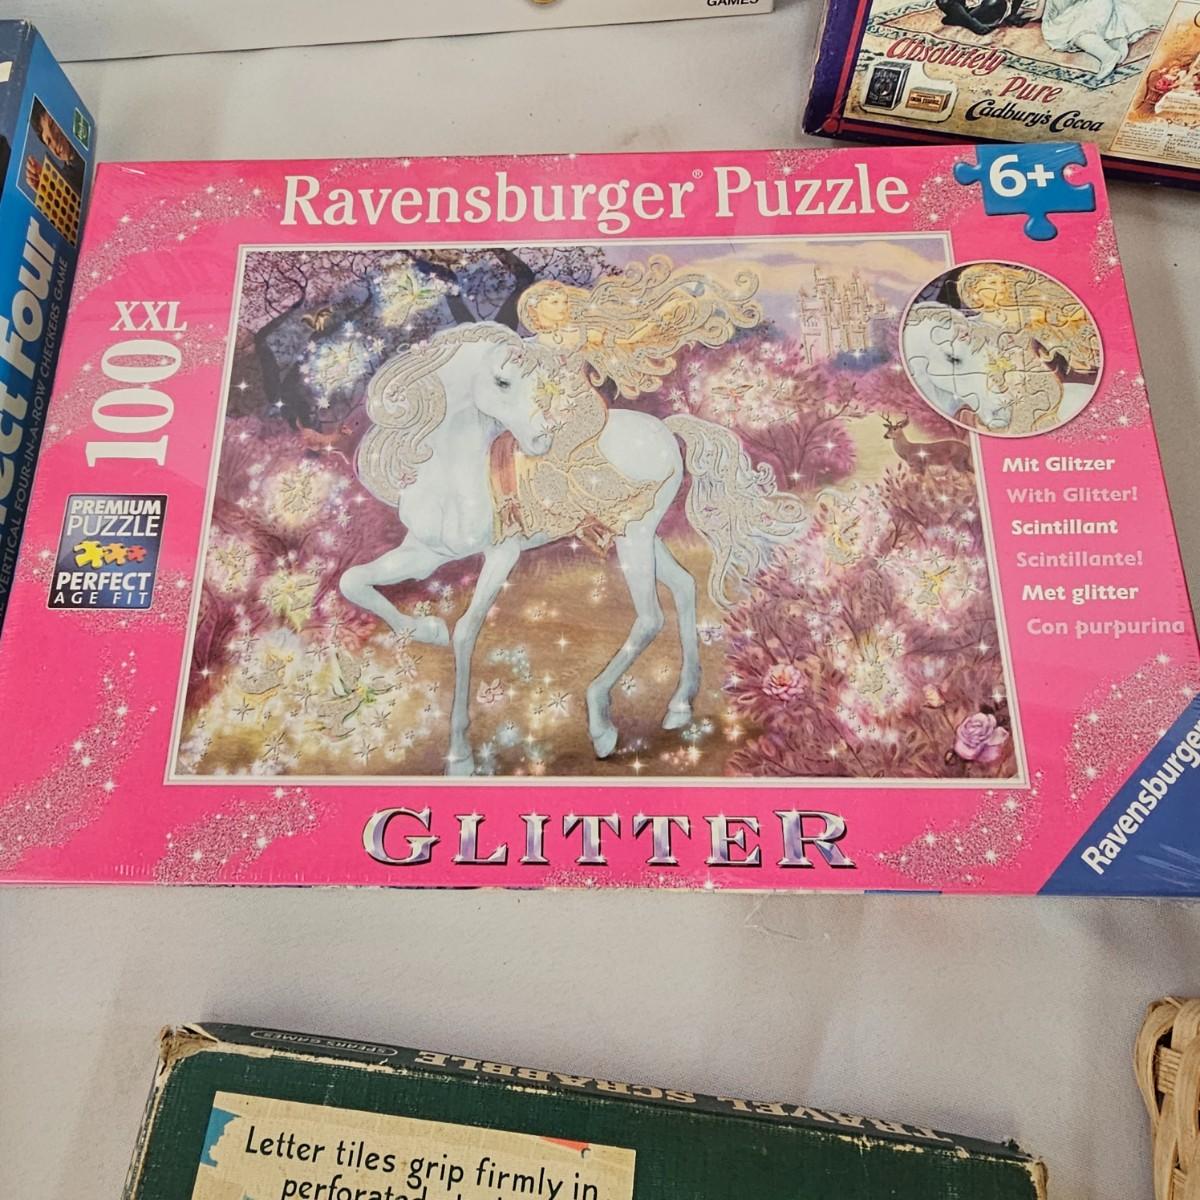 GAMES
Absolutely
Pure
Cadbury's Cocoa
Ravensburger® Puzzle
6+
XXL
100
PREMIUM
PUZZLE
PERFECT
AGE FIT
Mit Glitzer
With Glitter!
Scintillant
Scintillante!
Met glitter
Con purpurina
GLITTER
Ravensburger
Four
VERTICAL FOUR-IN-A-ROW CHECKERS GAME
SPEAR'S GAMES
TRAVEL SCRABBLE
Letter tiles grip firmly in